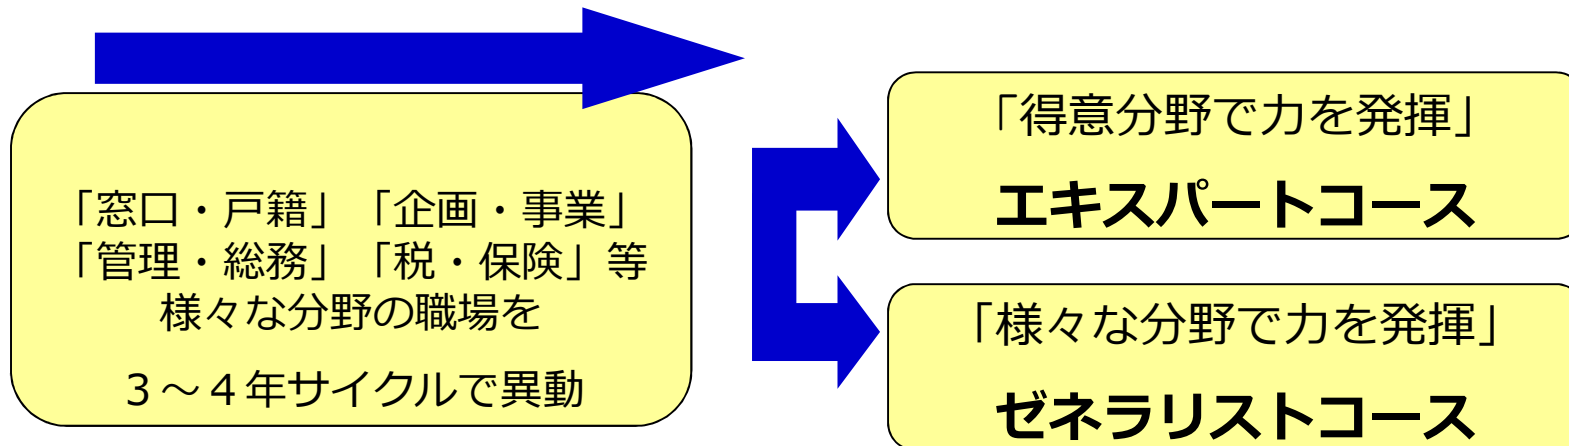 「窓口・戸籍」「企画・事業」
「管理・総務」「税・保険」等
様々な分野の職場を
３～４年サイクルで異動
「得意分野で力を発揮」
エキスパートコース
「様々な分野で力を発揮」
ゼネラリストコース